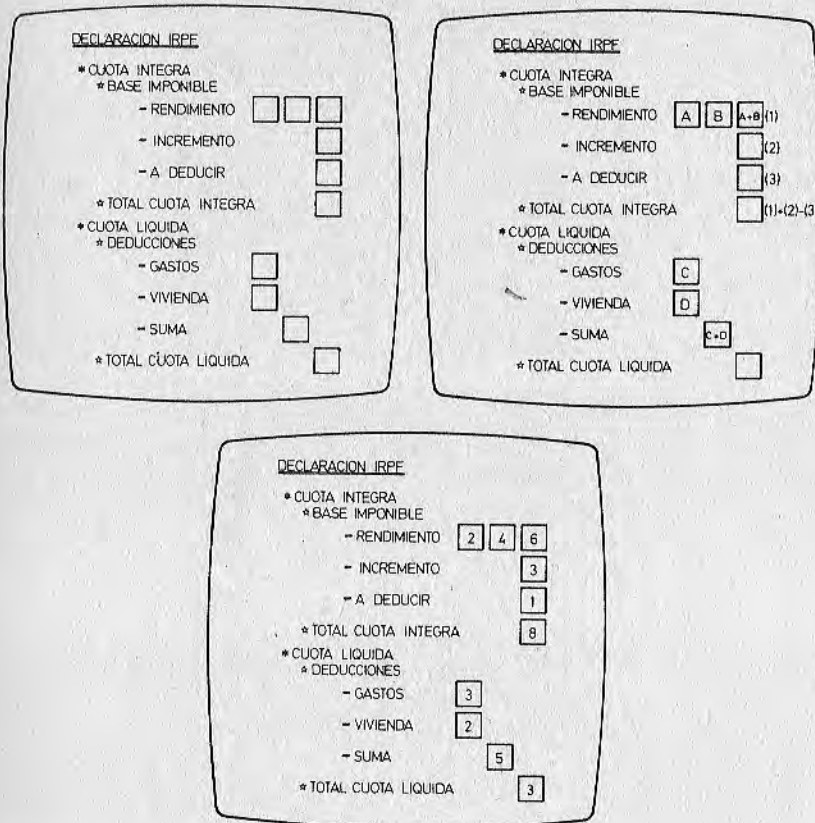 DECLARACION IRPF
* CUOTA INTEGRA
* BASE IMPONIBLE
- RENDIMIENTO
- INCREMENTO
- A DEDUCIR
* TOTAL CUOTA INTEGRA
* CUOTA LIQUIDA
* DEDUCCIONES
- GASTOS
- VIVIENDA
- SUMA
* TOTAL CUOTA LIQUIDA
DECLARACION IRPF
* CUOTA INTEGRA
* BASE IMPONIBLE
- RENDIMIENTO A B A+B (1)
- INCREMENTO (2)
- A DEDUCIR (3)
* TOTAL CUOTA INTEGRA (1)+(2)-(3
* CUOTA LIQUIDA
* DEDUCCIONES
- GASTOS C
- VIVIENDA D
- SUMA C+D
* TOTAL CUOTA LIQUIDA
DECLARACION IRPF
* CUOTA INTEGRA
* BASE IMPONIBLE
- RENDIMIENTO 2 4 6
- INCREMENTO 3
- A DEDUCIR 1
* TOTAL CUOTA INTEGRA 8
* CUOTA LIQUIDA
* DEDUCCIONES
- GASTOS 3
- VIVIENDA 2
- SUMA 5
* TOTAL CUOTA LIQUIDA 3